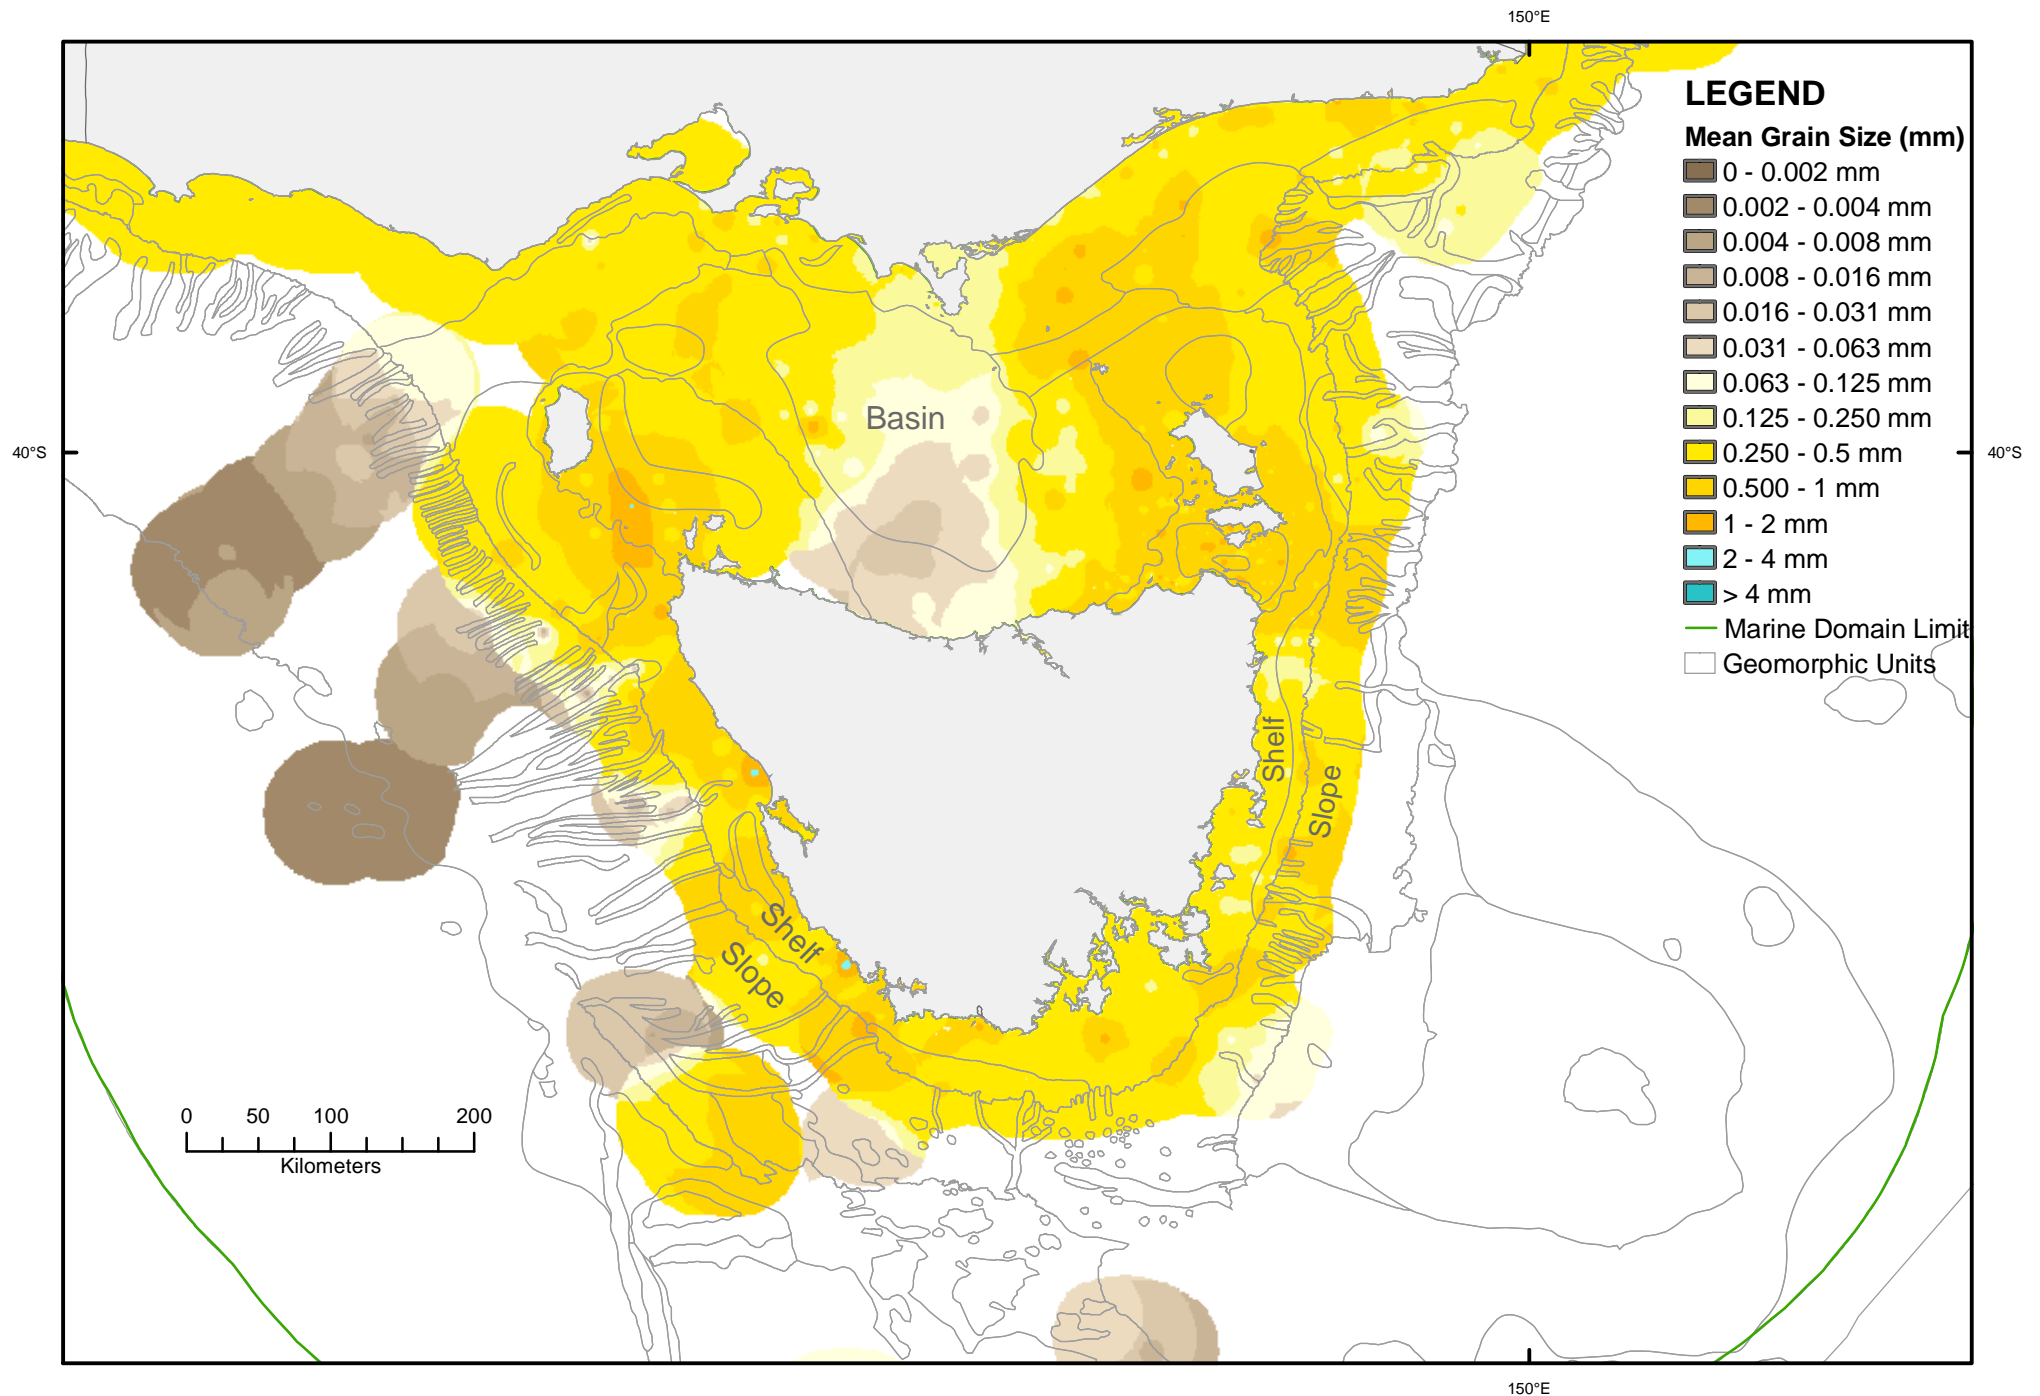 150°E
LEGEND
Mean Grain Size (mm)
0 - 0.002 mm
0.002 - 0.004 mm
0.004 - 0.008 mm
0.008 - 0.016 mm
0.016 - 0.031 mm
0.031 - 0.063 mm
0.063 - 0.125 mm
0.125 - 0.250 mm
0.250 - 0.5 mm
0.500 - 1 mm
1 - 2 mm
2 - 4 mm
> 4 mm
Marine Domain Limit
Geomorphic Units
Basin
40°S
40°S
Shelf
Slope
Shelf
Slope
0 50 100 200
Kilometers
150°E